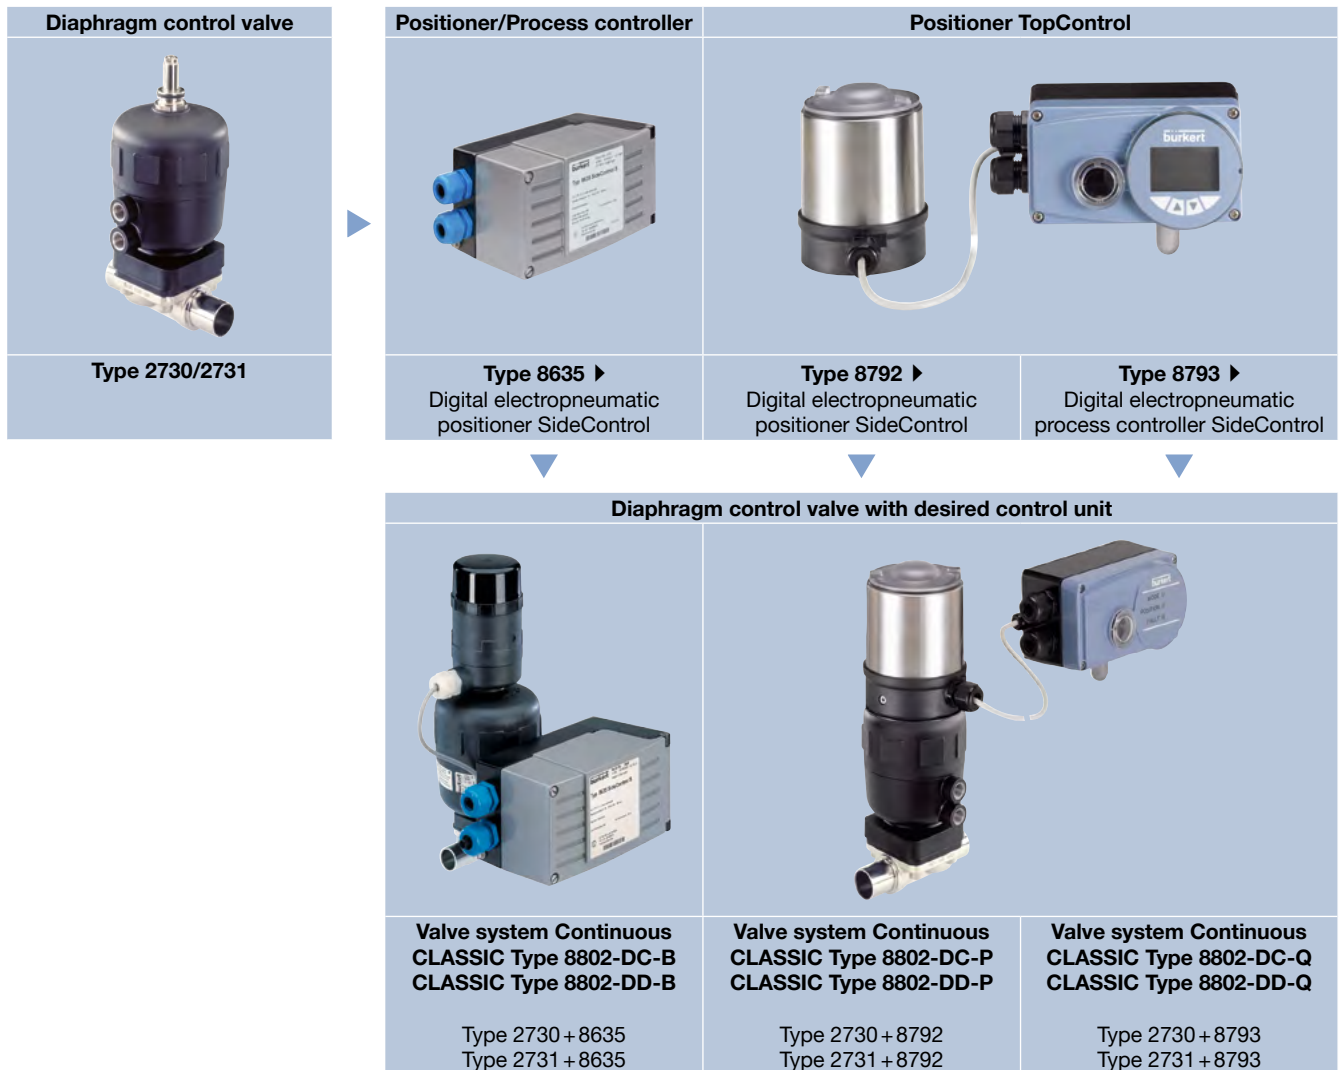 Diaphragm control valve
Positioner/Process controller
Positioner TopControl
burkert
burkert
Type 2730/2731
Type 8635 ▶
Digital electropneumatic
positioner SideControl
Type 8792 ▶
Digital electropneumatic
positioner SideControl
Type 8793 ▶
Digital electropneumatic
process controller SideControl
Diaphragm control valve with desired control unit
burkert
burkert
Valve system Continuous
CLASSIC Type 8802-DC-B
CLASSIC Type 8802-DD-B
Type 2730+8635
Type 2731+8635
Valve system Continuous
CLASSIC Type 8802-DC-P
CLASSIC Type 8802-DD-P
Type 2730+8792
Type 2731+8792
Valve system Continuous
CLASSIC Type 8802-DC-Q
CLASSIC Type 8802-DD-Q
Type 2730+8793
Type 2731+8793